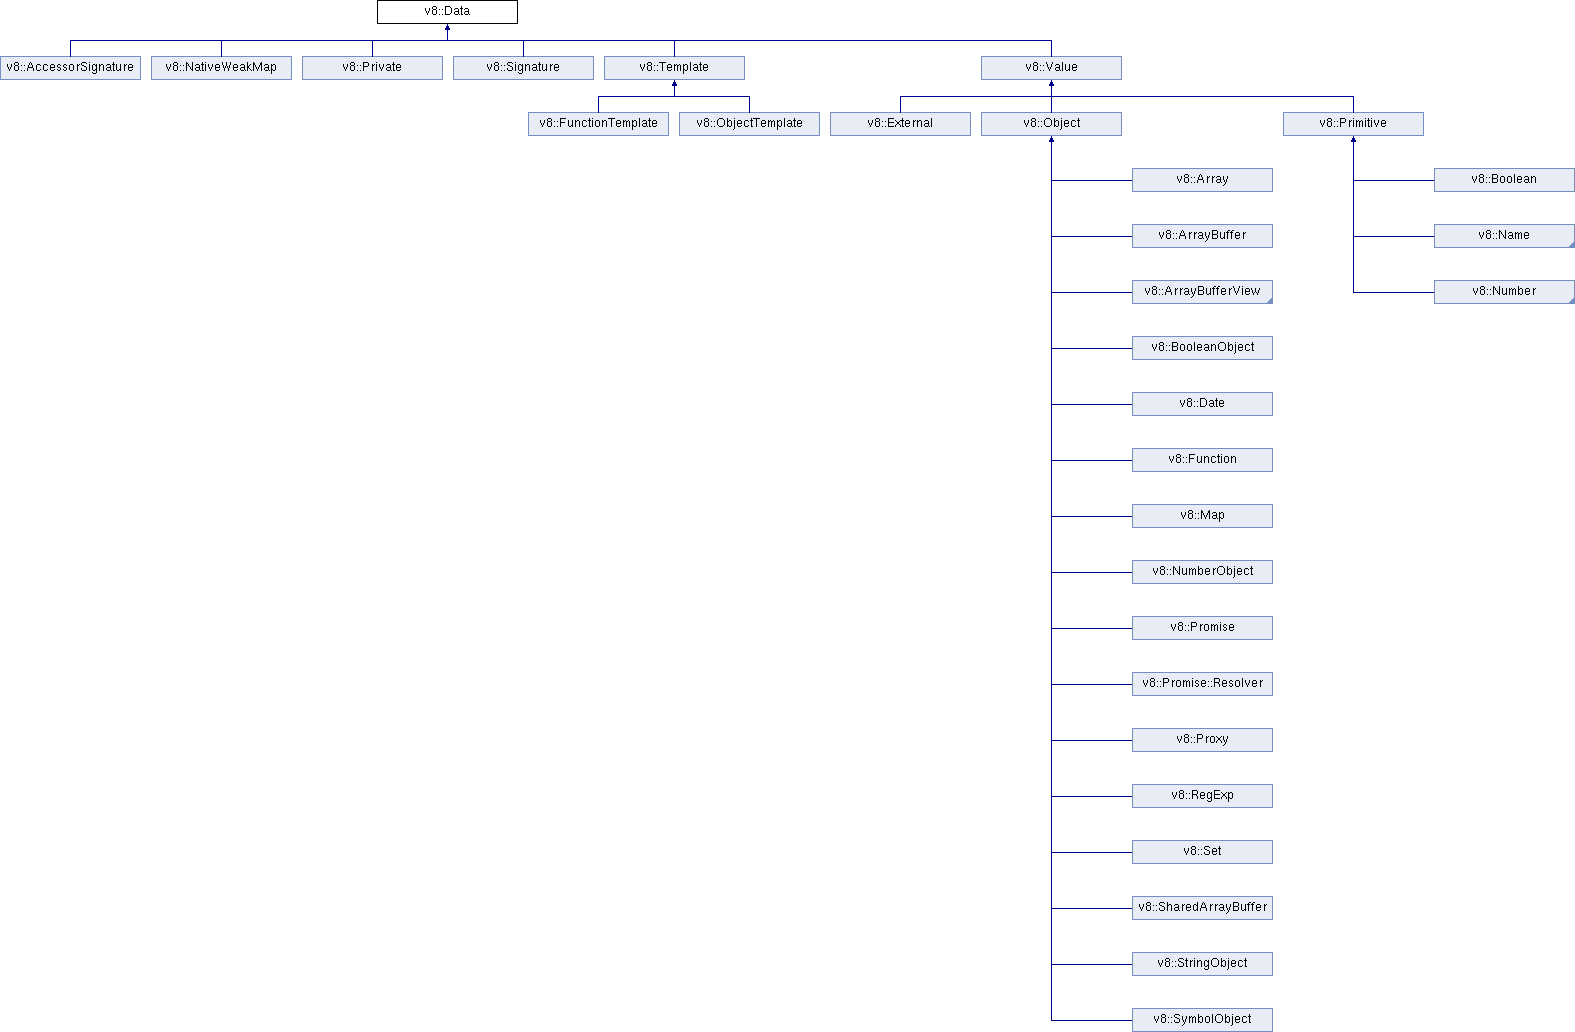 v8::Data
v8::AccessorSignature
v8::NativeWeakMap
v8::Private
v8::Signature
v8::Template
v8::Value
v8::FunctionTemplate
v8::ObjectTemplate
v8::External
v8::Object
v8::Primitive
v8::Array
v8::Boolean
v8::ArrayBuffer
v8::Name
v8::ArrayBufferView
v8::Number
v8::BooleanObject
v8::Date
v8::Function
v8::Map
v8::NumberObject
v8::Promise
v8::Promise::Resolver
v8::Proxy
v8::RegExp
v8::Set
v8::SharedArrayBuffer
v8::StringObject
v8::SymbolObject